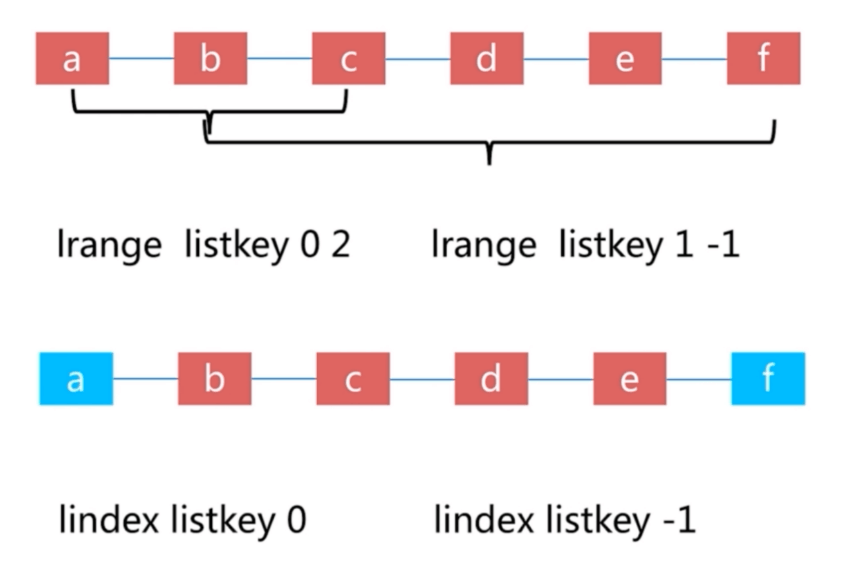 a b c d e f
lrange listkey 0 2 lrange listkey 1 -1
a b c d e f
lindex listkey 0 lindex listkey -1